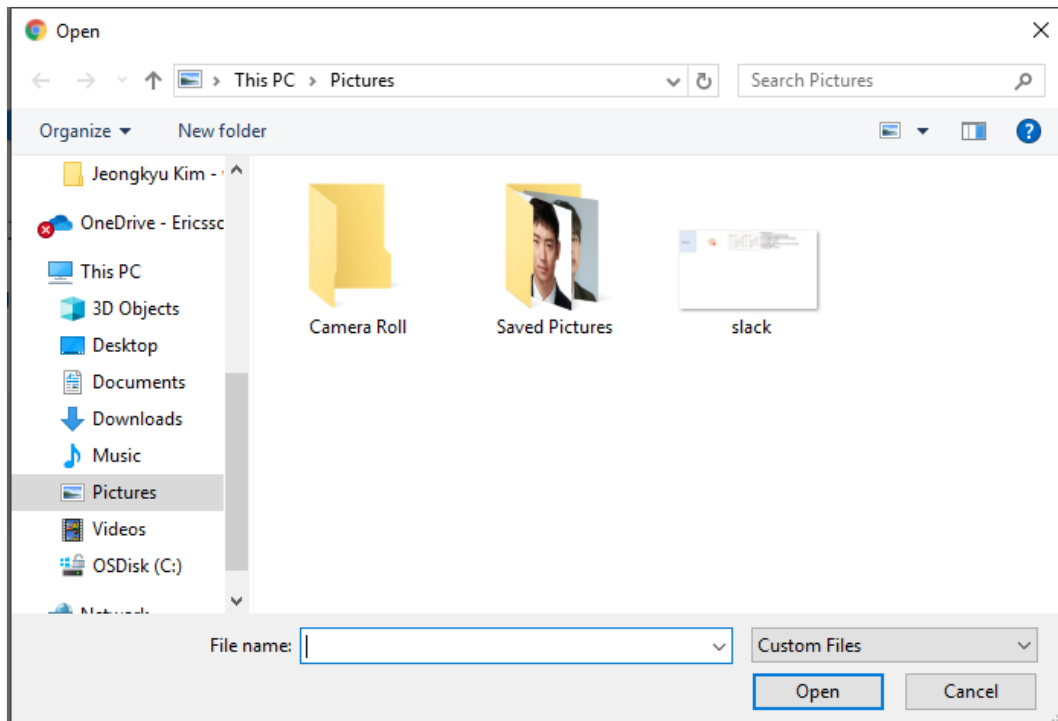 Open
This PC > Pictures
Search Pictures
Organize
New folder
Jeongkyu Kim -
OneDrive - Ericssc
This PC
3D Objects
Desktop
Documents
Downloads
Music
Pictures
Videos
OSDisk (C:)
Network
Camera Roll
Saved Pictures
slack
File name:
Custom Files
Open
Cancel